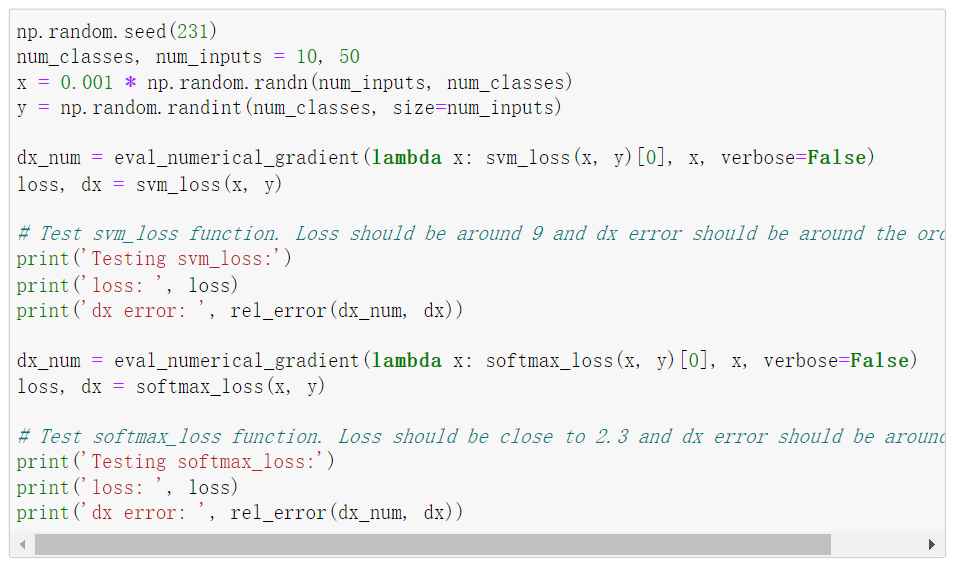 np.random.seed(231)
num_classes, num_inputs = 10, 50
x = 0.001 * np.random.randn(num_inputs, num_classes)
y = np.random.randint(num_classes, size=num_inputs)
dx_num = eval_numerical_gradient(lambda x: svm_loss(x, y)[0], x, verbose=False)
loss, dx = svm_loss(x, y)
# Test svm_loss function. Loss should be around 9 and dx error should be around the
print('Testing svm_loss:')
print('loss: ', loss)
print('dx error: ', rel_error(dx_num, dx))
dx_num = eval_numerical_gradient(lambda x: softmax_loss(x, y)[0], x, verbose=False)
loss, dx = softmax_loss(x, y)
# Test softmax_loss function. Loss should be close to 2.3 and dx error should be
print('Testing softmax_loss:')
print('loss: ', loss)
print('dx error: ', rel_error(dx_num, dx))